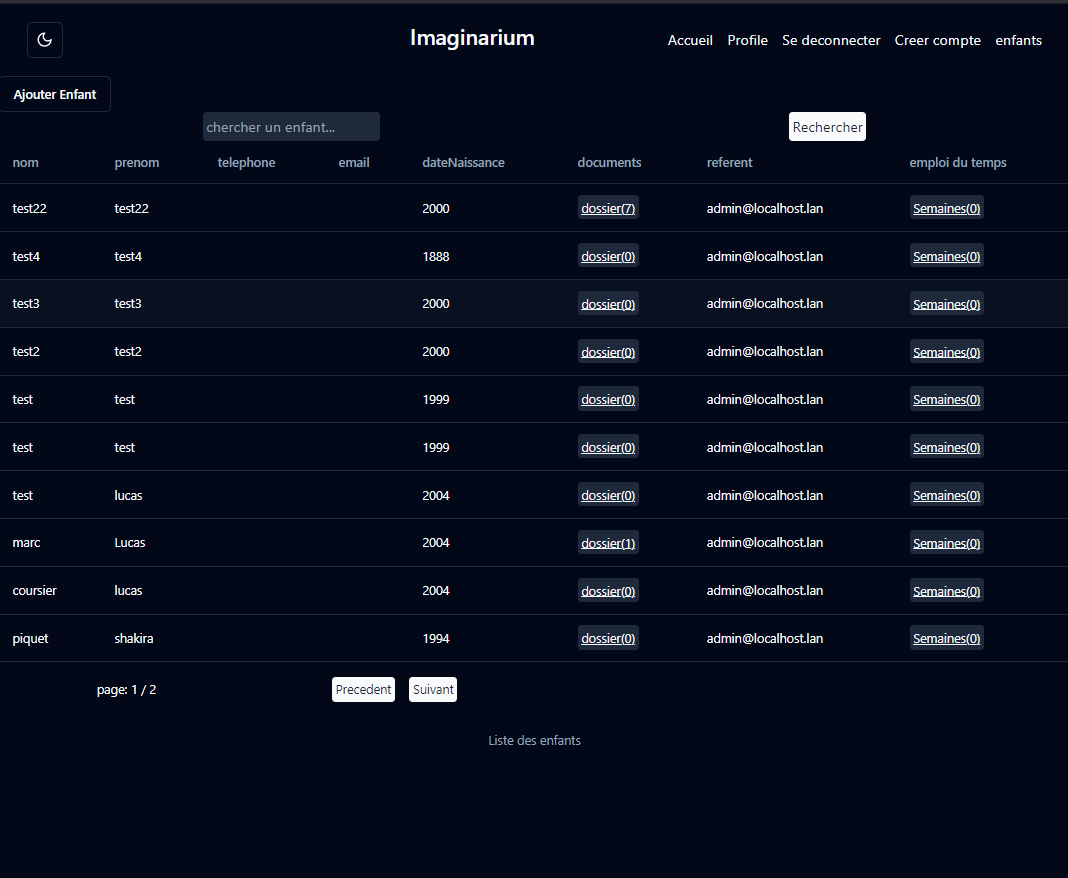 Imaginarium Accueil Profile Se deconnecter Creer compte enfants
Ajouter Enfant
chercher un enfant... Rechercher
nom prenom telephone email dateNaissance documents referent emploi du temps
test22 test22 2000 dossier(7) admin@localhost.lan Semaines(0)
test4 test4 1888 dossier(0) admin@localhost.lan Semaines(0)
test3 test3 2000 dossier(0) admin@localhost.lan Semaines(0)
test2 test2 2000 dossier(0) admin@localhost.lan Semaines(0)
test test 1999 dossier(0) admin@localhost.lan Semaines(0)
test test 1999 dossier(0) admin@localhost.lan Semaines(0)
test lucas 2004 dossier(0) admin@localhost.lan Semaines(0)
marc Lucas 2004 dossier(1) admin@localhost.lan Semaines(0)
coursier lucas 2004 dossier(0) admin@localhost.lan Semaines(0)
piquet shakira 1994 dossier(0) admin@localhost.lan Semaines(0)
page: 1 / 2 Precedent Suivant
Liste des enfants